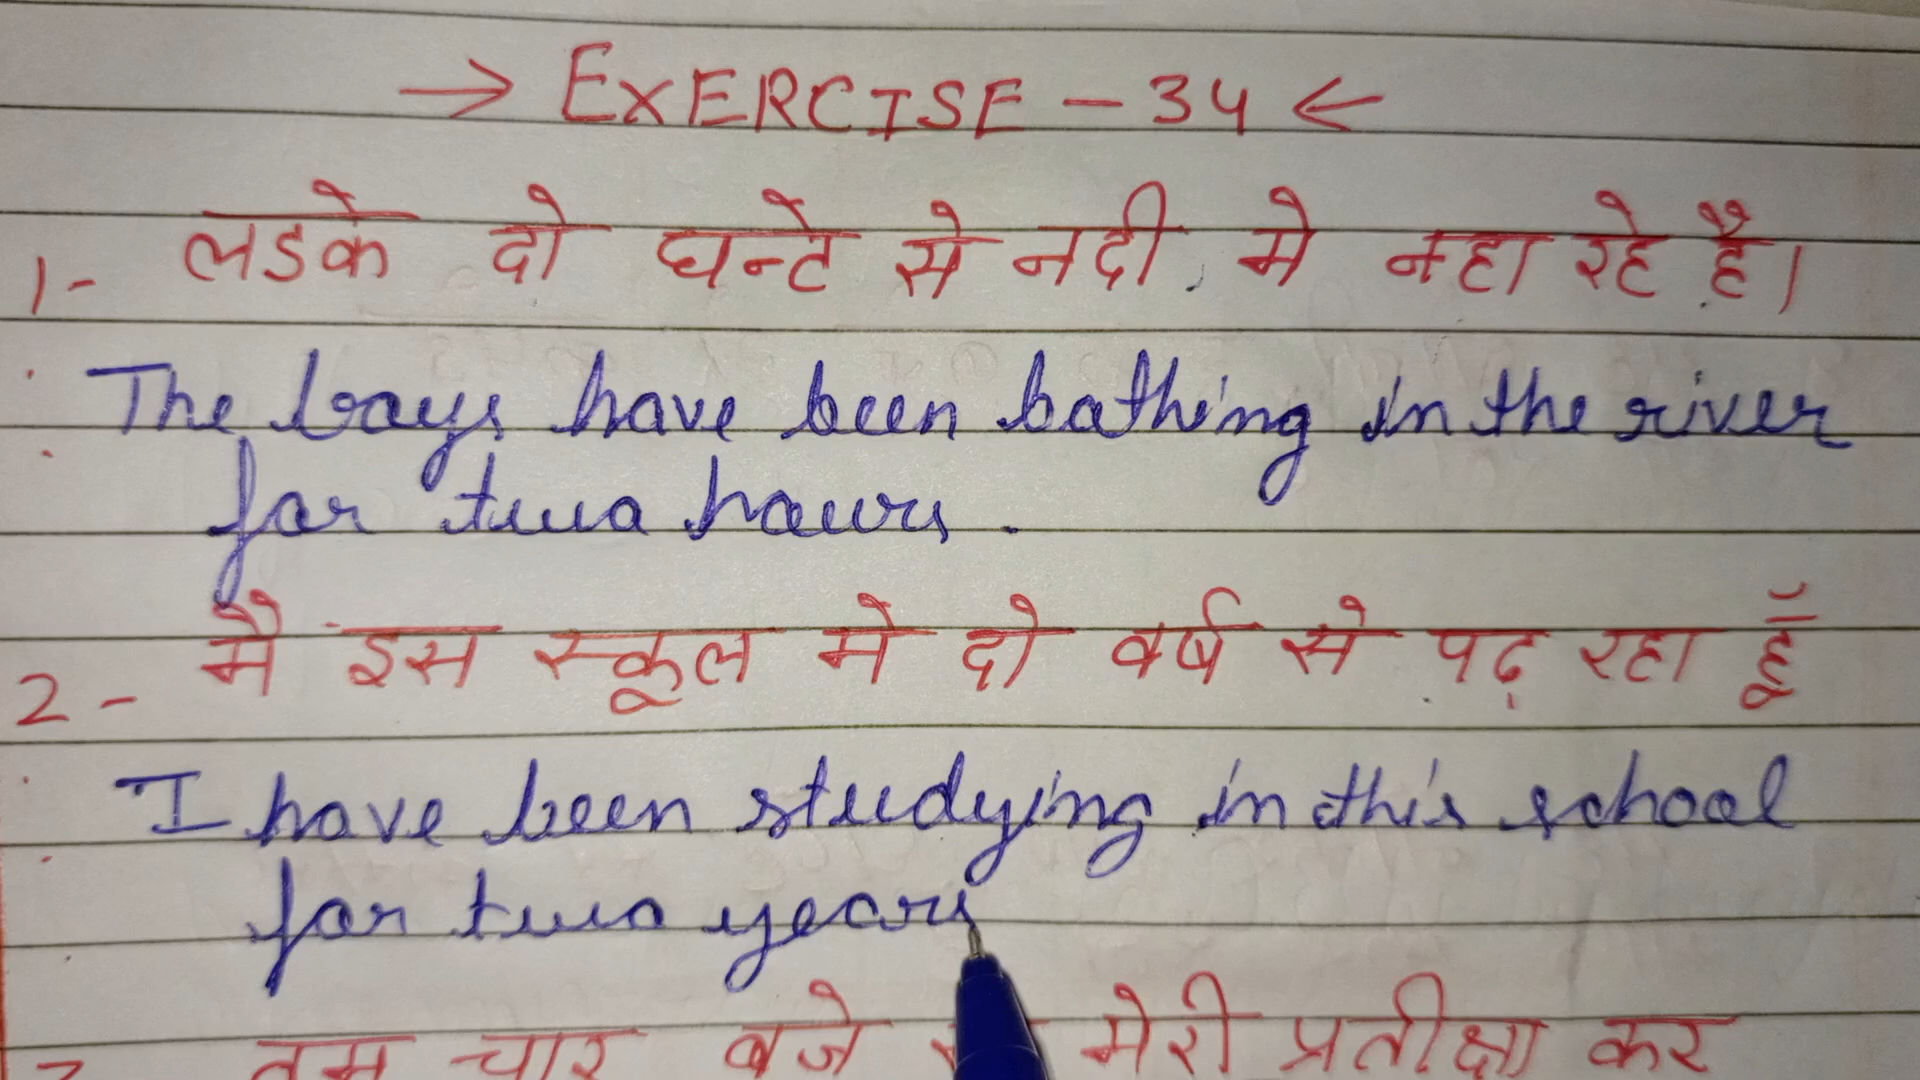 → EXERCISE - 34 ←
1- लडके दो घन्टे से नदी मे नहा रहे है।
The boys have been bathing in the river
for two hours.
2- मै इस स्कूल मे दो वर्ष से पढ़ रहा हूँ
I have been studying in this school
for two years
तुम चार बजे मेरी प्रतीक्षा कर